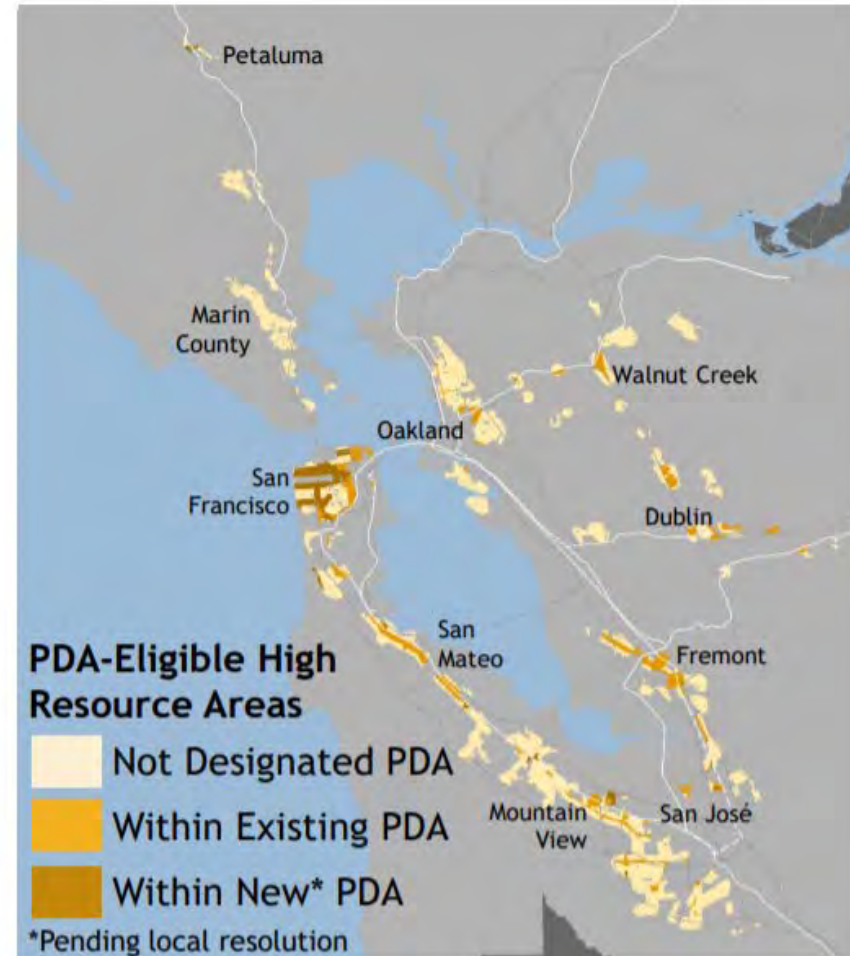 Petaluma
Marin
County
Walnut Creek
Oakland
San
Francisco
Dublin
San
Mateo
Fremont
Mountain
View
San José
PDA-Eligible High
Resource Areas
Not Designated PDA
Within Existing PDA
Within New* PDA
*Pending local resolution